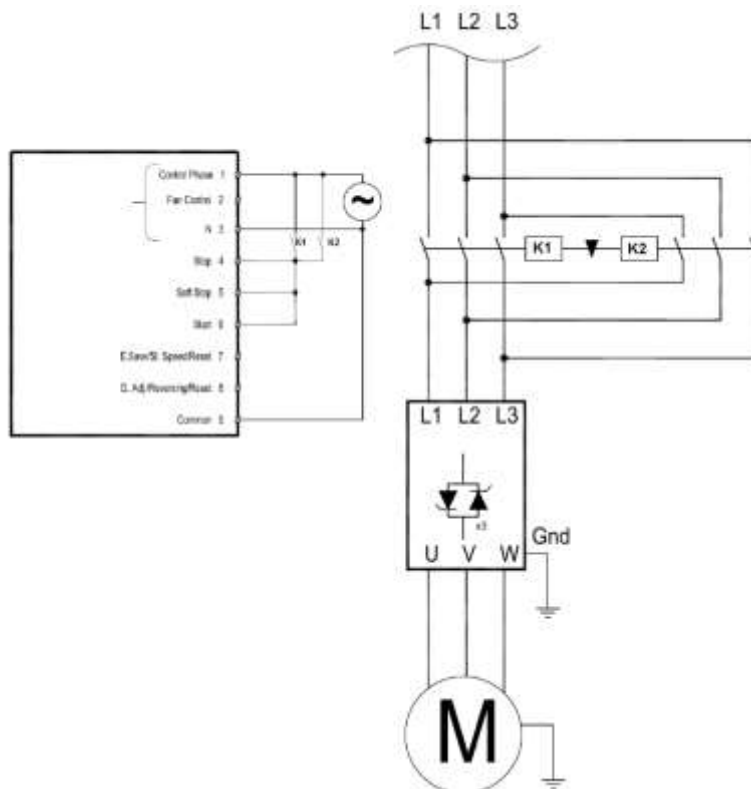 L1 L2 L3
Control Phase 1
Fan Control 2
N 3
K1 K2
Stop 4
Soft Stop 5
Start 6
E.Save/Sl. Speed/Reset 7
D. Adj/Reversing/Reset 8
Common 9
~
K1 K2
L1 L2 L3
x3
U V W
Gnd
M